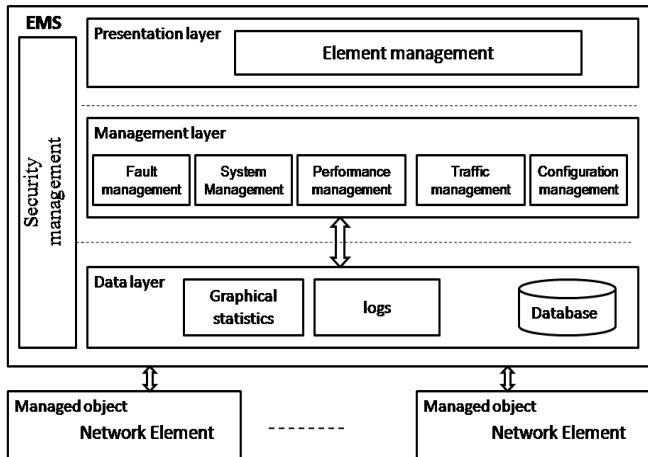 EMS
Security
management
Presentation layer
Element management
Management layer
Fault
management
System
Management
Performance
management
Traffic
management
Configuration
management
Data layer
Graphical
statistics
logs
Database
Managed object
Network Element
Managed object
Network Element